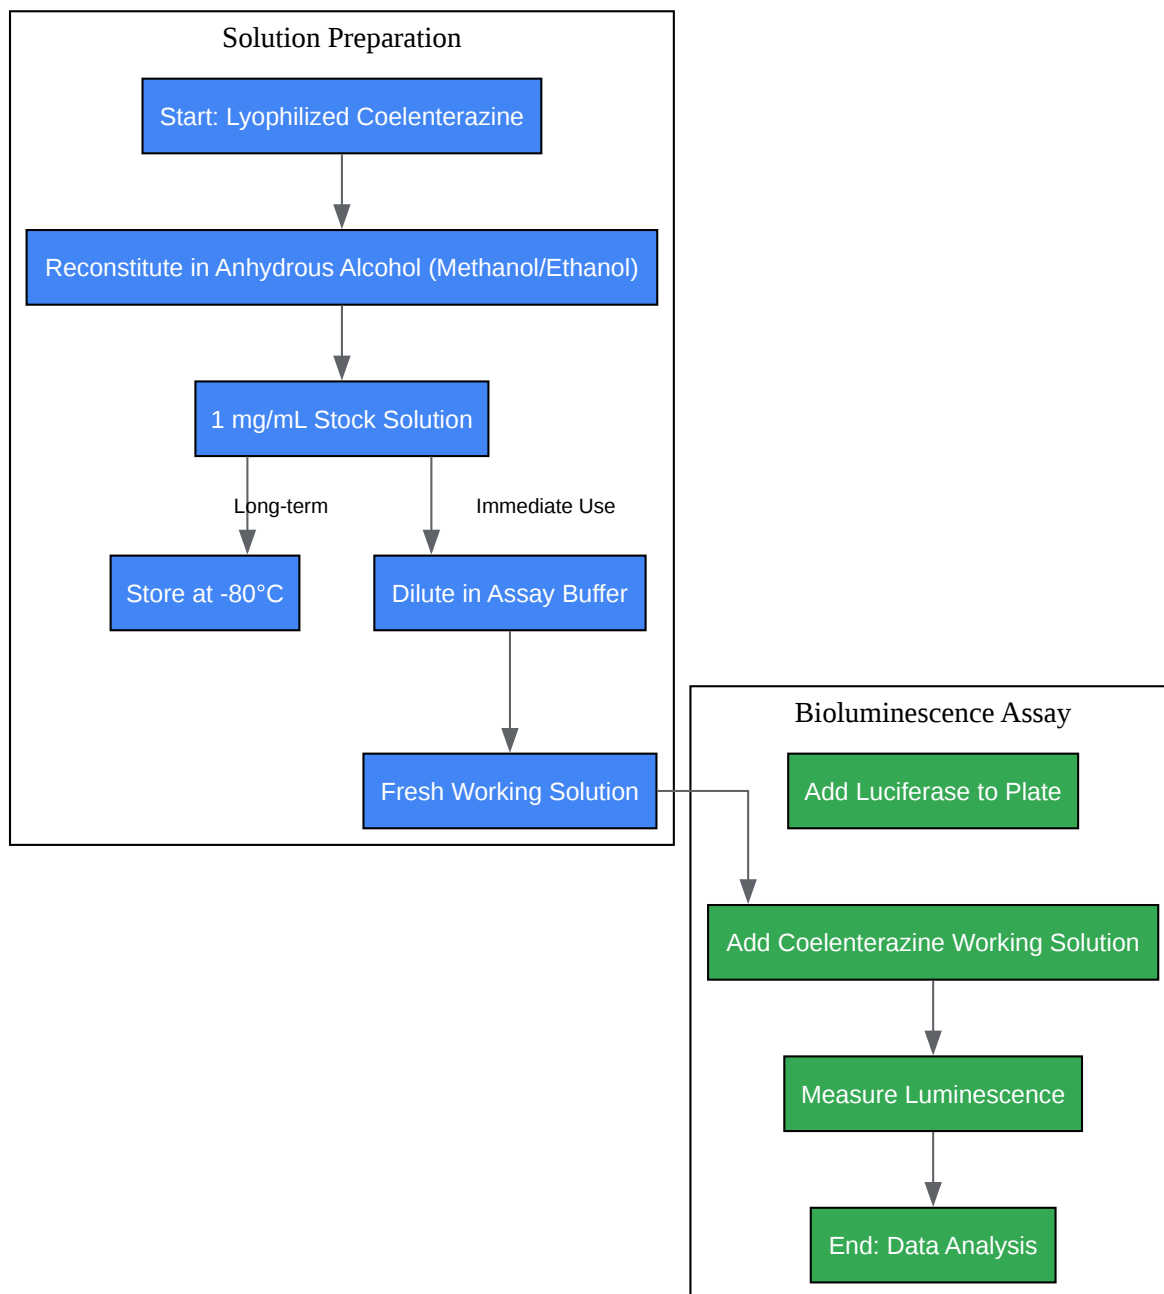 Solution Preparation
Start: Lyophilized Coelenterazine
Reconstitute in Anhydrous Alcohol (Methanol/Ethanol)
1 mg/mL Stock Solution
Long-term
Immediate Use
Store at -80°C
Dilute in Assay Buffer
Fresh Working Solution
Bioluminescence Assay
Add Luciferase to Plate
Add Coelenterazine Working Solution
Measure Luminescence
End: Data Analysis